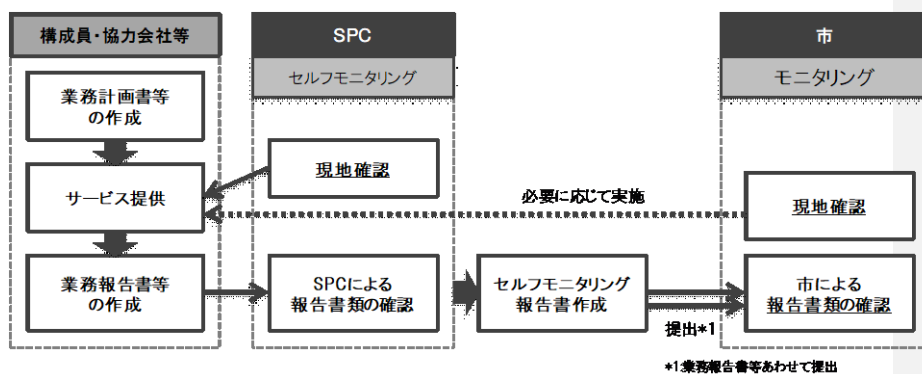 構成員・協力会社等
SPC
市
セルフモニタリング
モニタリング
業務計画書等
の作成
サービス提供
現地確認
必要に応じて実施
現地確認
業務報告書等
の作成
SPCによる
報告書類の確認
セルフモニタリング
報告書作成
市による
報告書類の確認
提出*1
*1:業務報告書等あわせて提出